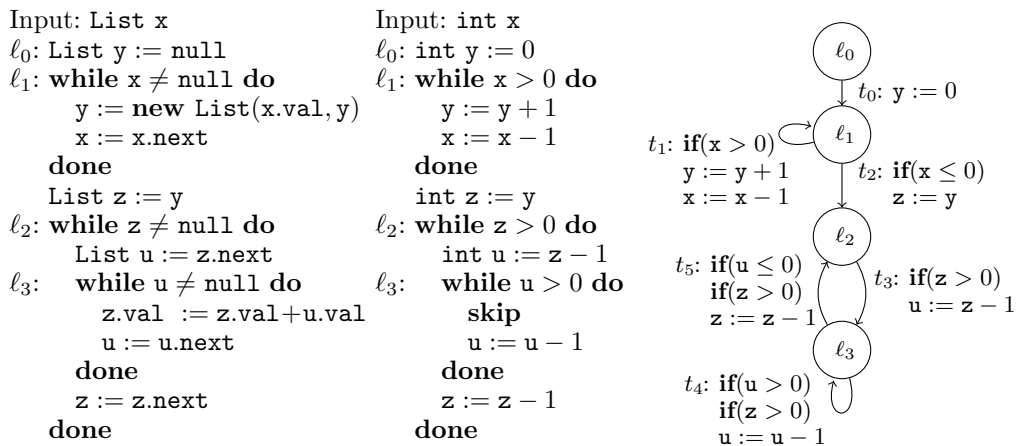 Input: List x
ℓ0: List y := null
ℓ1: while x ≠ null do
y := new List(x.val, y)
x := x.next
done
List z := y
ℓ2: while z ≠ null do
List u := z.next
ℓ3: while u ≠ null do
z.val := z.val+u.val
u := u.next
done
z := z.next
done
Input: int x
ℓ0: int y := 0
ℓ1: while x > 0 do
y := y + 1
x := x − 1
done
int z := y
ℓ2: while z > 0 do
int u := z − 1
ℓ3: while u > 0 do
skip
u := u − 1
done
z := z − 1
done
ℓ0
t0: y := 0
ℓ1
t1: if(x > 0)
y := y + 1
x := x − 1
t2: if(x ≤ 0)
z := y
ℓ2
t5: if(u ≤ 0)
if(z > 0)
z := z − 1
t3: if(z > 0)
u := z − 1
ℓ3
t4: if(u > 0)
if(z > 0)
u := u − 1